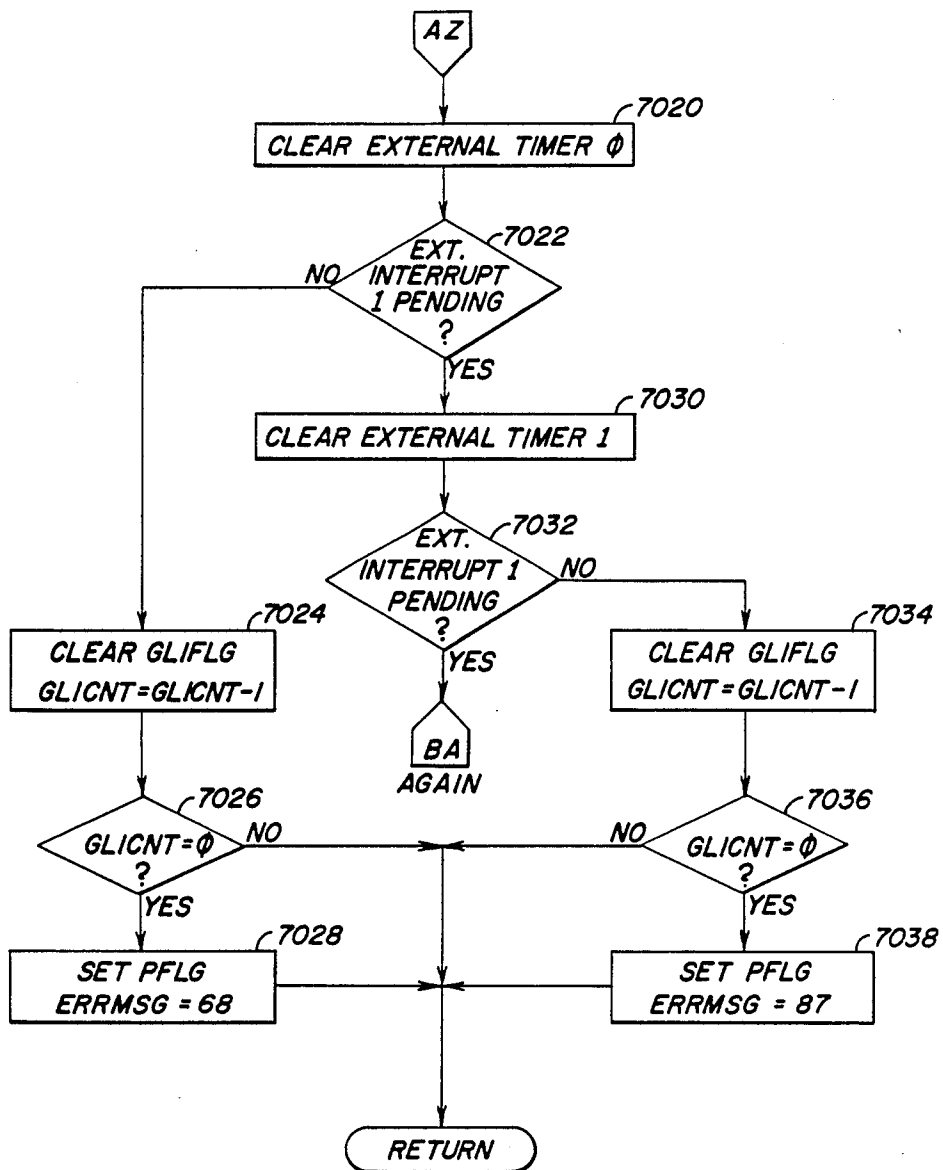 AZ
7020
CLEAR EXTERNAL TIMER φ
7022
EXT.
INTERRUPT
1 PENDING
?
NO
YES
7030
CLEAR EXTERNAL TIMER 1
7032
EXT.
INTERRUPT 1
PENDING
?
NO
YES
BA
AGAIN
7024
CLEAR GLIFLG
GLICNT=GLICNT-1
7034
CLEAR GLIFLG
GLICNT=GLICNT-1
7026
GLICNT=φ
?
NO
YES
7036
GLICNT=φ
?
NO
YES
7028
SET PFLG
ERRMSG = 68
7038
SET PFLG
ERRMSG = 87
RETURN